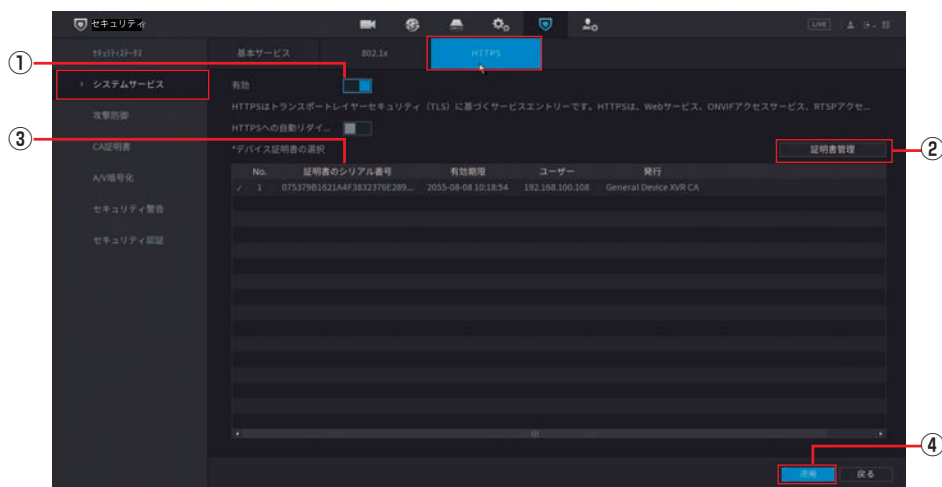 セキュリティ
LIVE
セキュリティステータス
基本サービス 802.1x HTTPS
①
› システムサービス
有効
HTTPSはトランスポートレイヤーセキュリティ（TLS）に基づくサービスエントリーです。HTTPSは、Webサービス、ONVIFアクセスサービス、RTSPアクセ...
攻撃防御
HTTPSへの自動リダイ...
③
CA証明書
*デバイス証明書の選択
証明書管理
②
No. 証明書のシリアル番号 有効期限 ユーザー 発行
✓ 1 075379B1621A4F3832376E289... 2055-08-08 10:18:54 192.168.100.108 General Device XVR CA
A/V暗号化
セキュリティ警告
セキュリティ認証
④
適用 戻る